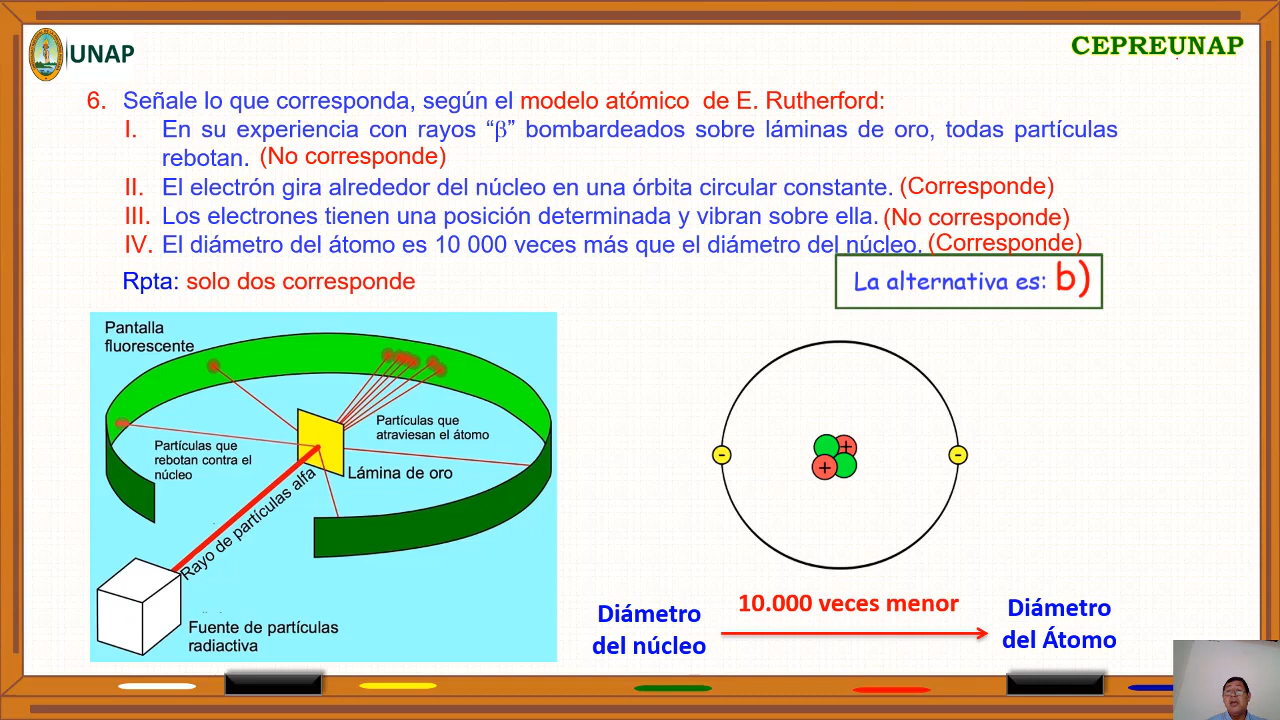 UNAP
CEPREUNAP
6. Señale lo que corresponda, según el modelo atómico de E. Rutherford:
I. En su experiencia con rayos “β” bombardeados sobre láminas de oro, todas partículas
rebotan. (No corresponde)
II. El electrón gira alrededor del núcleo en una órbita circular constante. (Corresponde)
III. Los electrones tienen una posición determinada y vibran sobre ella. (No corresponde)
IV. El diámetro del átomo es 10 000 veces más que el diámetro del núcleo. (Corresponde)
Rpta: solo dos corresponde
La alternativa es: b)
Pantalla
fluorescente
Partículas que
atraviesan el átomo
Partículas que
rebotan contra el
núcleo
Lámina de oro
Rayo de partículas alfa
Fuente de partículas
radiactiva
-
+
+
-
Diámetro
del núcleo
10.000 veces menor
Diámetro
del Átomo